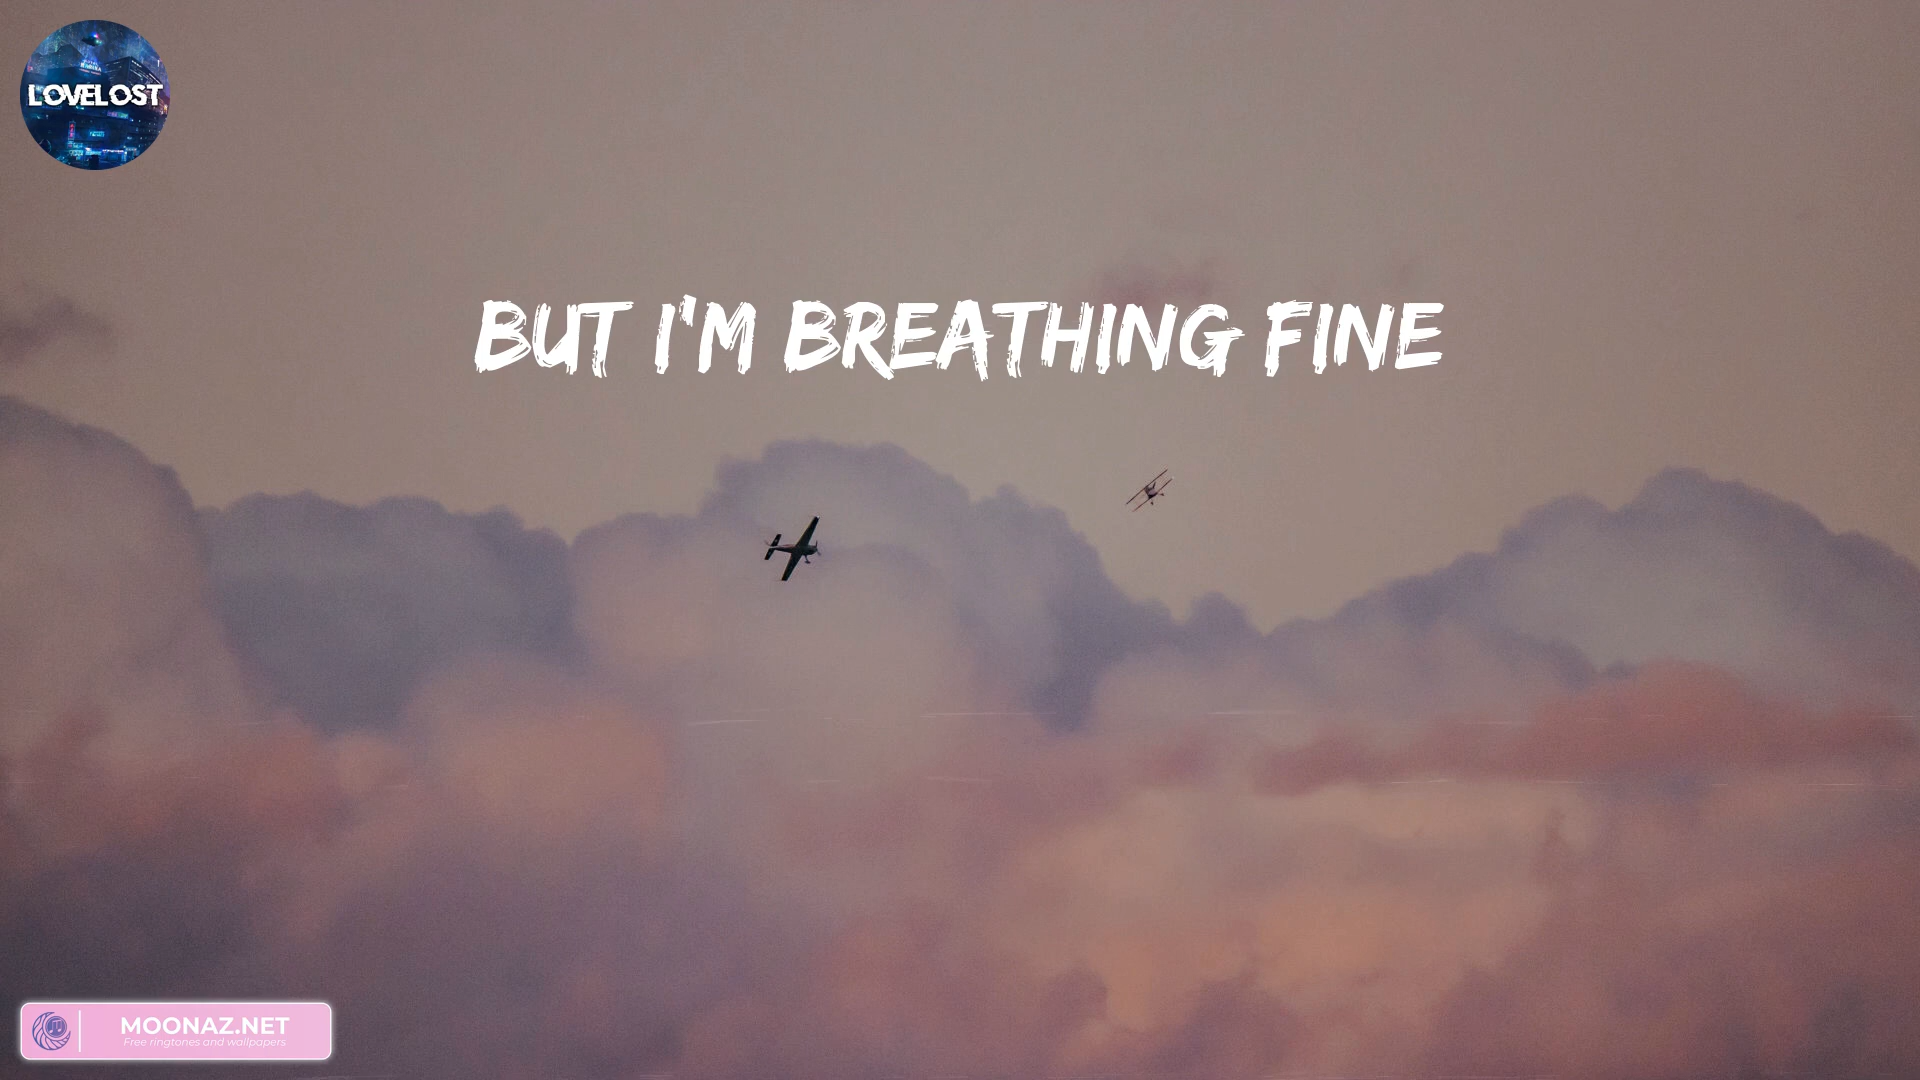 LOVELOST
BUT I'M BREATHING FINE
MOONAZ.NET
Free ringtones and wallpapers